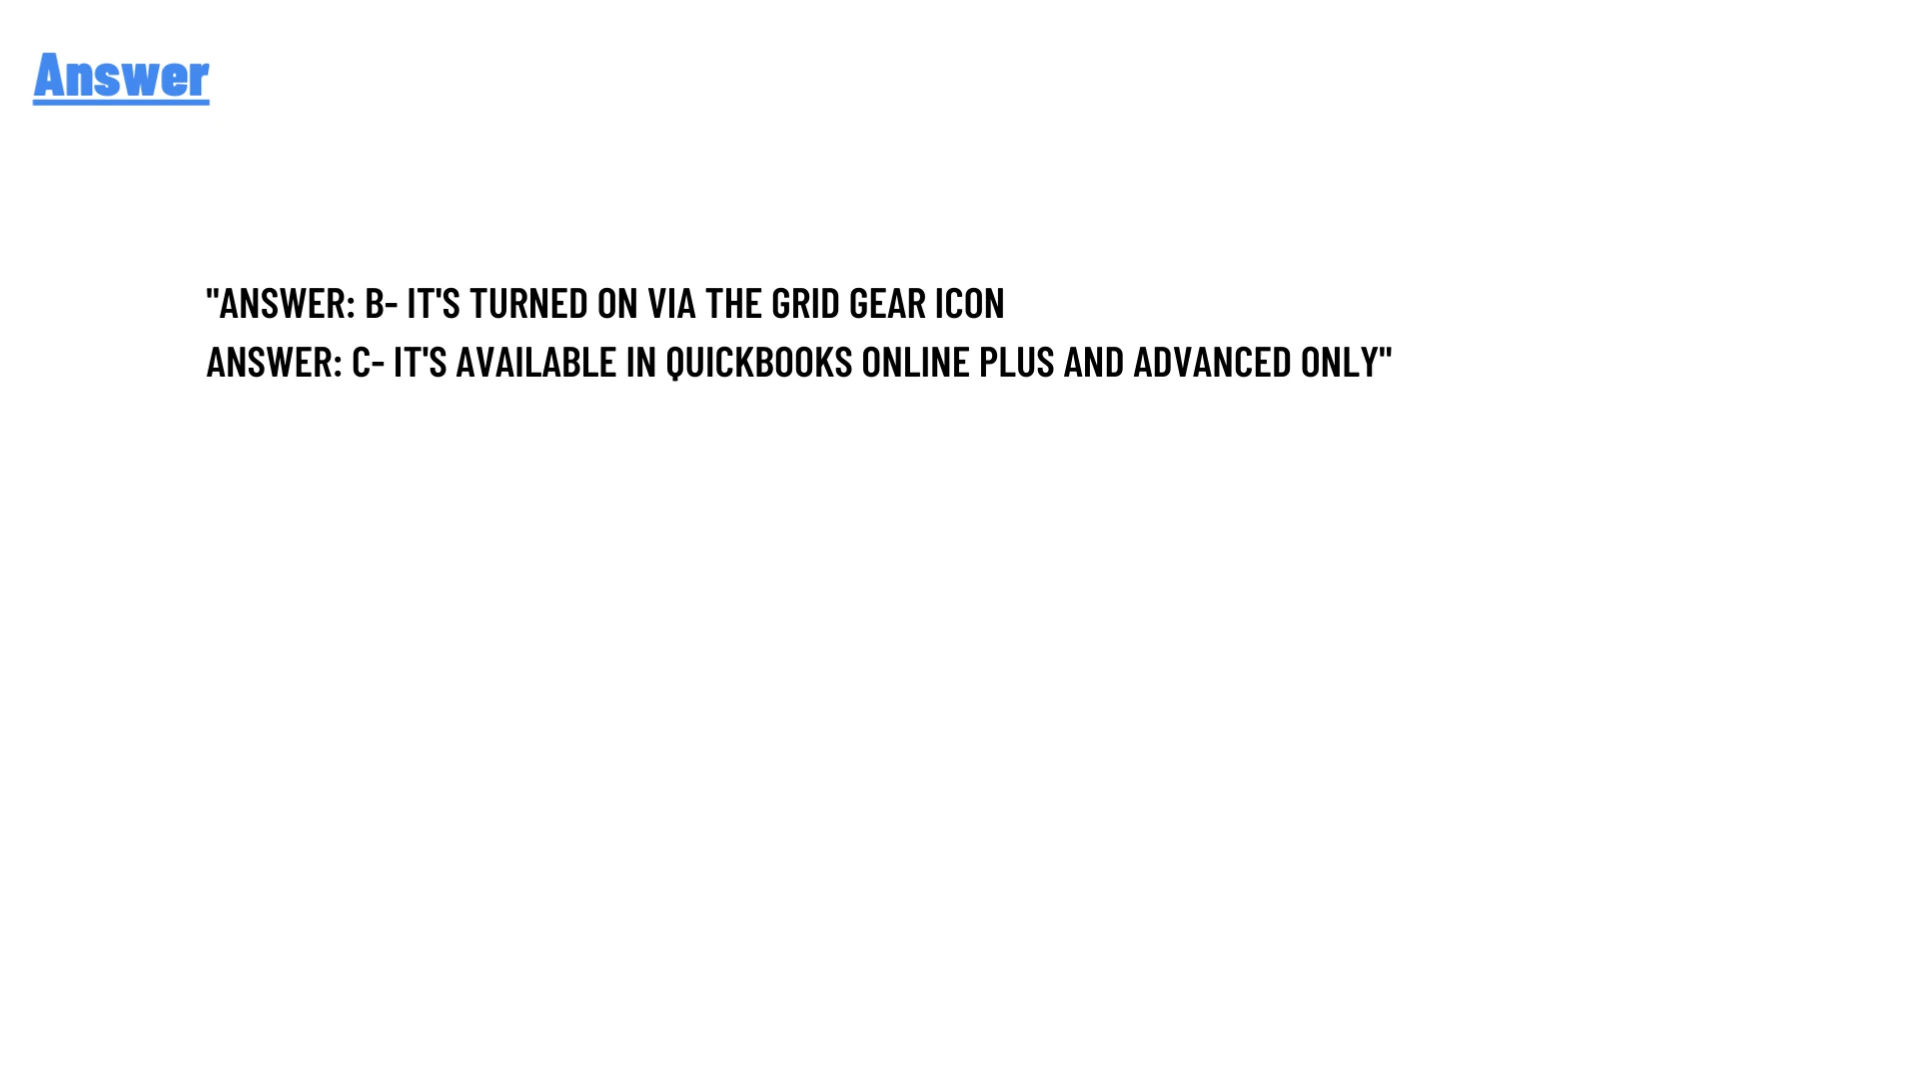 Answer
"ANSWER: B- IT'S TURNED ON VIA THE GRID GEAR ICON
ANSWER: C- IT'S AVAILABLE IN QUICKBOOKS ONLINE PLUS AND ADVANCED ONLY"